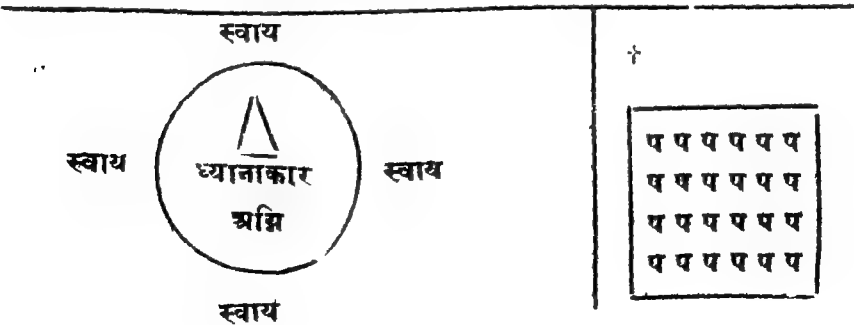 स्वाय
स्वाय
ध्यानाकार
अग्नि
स्वाय
स्वाय
प प प प प प
प प प प प प
प प प प प प
प प प प प प